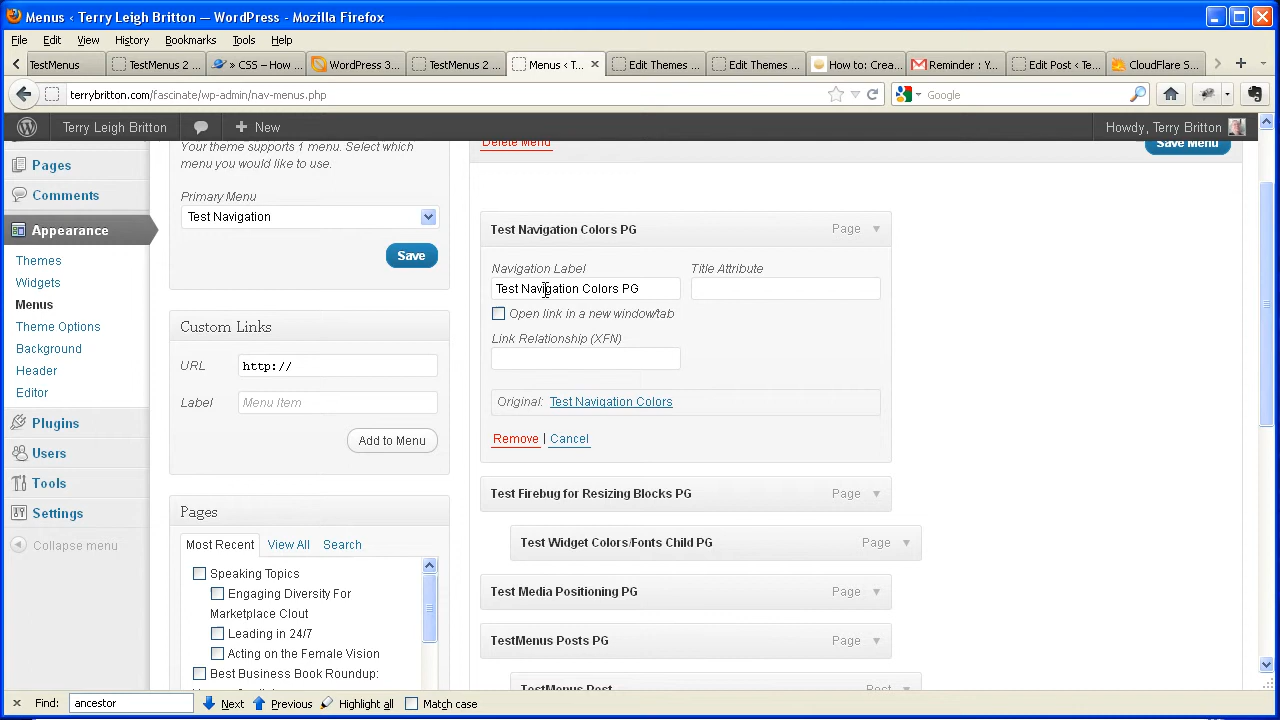 Menus ‹ Terry Leigh Britton — WordPress - Mozilla Firefox
File Edit View History Bookmarks Tools Help
TestMenus TestMenus 2 ... » CSS – How ... WordPress 3... TestMenus 2 ... Menus ‹ T... Edit Themes ... Edit Themes ... How to: Crea... Reminder : Y... Edit Post ‹ Te... CloudFlare S...
terrybritton.com/fascinate/wp-admin/nav-menus.php
Google
Terry Leigh Britton
New
Howdy, Terry Britton
Pages
Comments
Appearance
Themes
Widgets
Menus
Theme Options
Background
Header
Editor
Plugins
Users
Tools
Settings
Collapse menu
Your theme supports 1 menu. Select which
menu you would like to use.
Primary Menu
Test Navigation
Save
Custom Links
URL http://
Label Menu Item
Add to Menu
Pages
Most Recent View All Search
Speaking Topics
Engaging Diversity For
Marketplace Clout
Leading in 24/7
Acting on the Female Vision
Best Business Book Roundup:
Delete Menu
Save Menu
Test Navigation Colors PG Page
Navigation Label Title Attribute
Test Navigation Colors PG
Open link in a new window/tab
Link Relationship (XFN)
Original: Test Navigation Colors
Remove | Cancel
Test Firebug for Resizing Blocks PG Page
Test Widget Colors/Fonts Child PG Page
Test Media Positioning PG Page
TestMenus Posts PG Page
TestMenus Post Post
Find: ancestor Next Previous Highlight all Match case